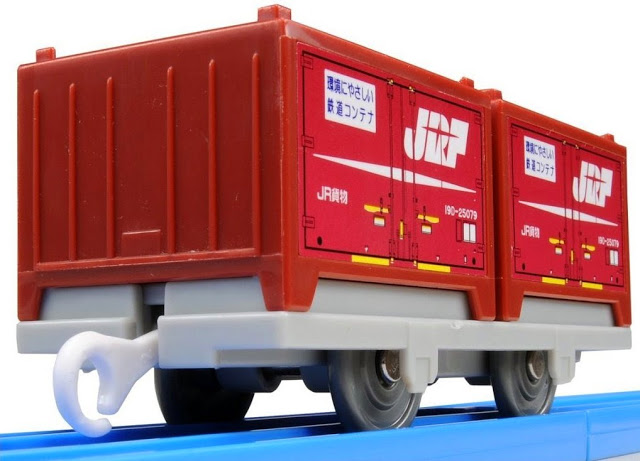 環境にやさしい
鉄道コンテナ
JRF
JR貨物
19D-25079
環境にやさしい
鉄道コンテナ
JRF
JR貨物
19D-25079